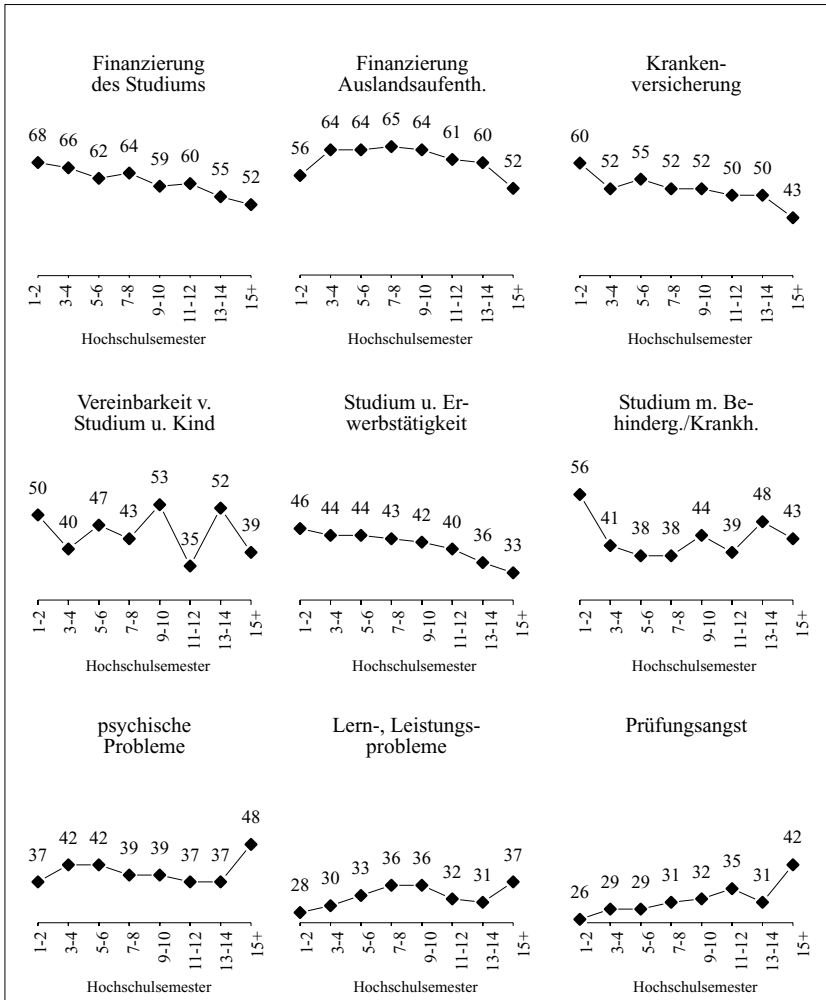 Finanzierung
des Studiums
68 66 62 64 59 60 55 52
1-2 3-4 5-6 7-8 9-10 11-12 13-14 15+
Hochschulsemester
Finanzierung
Auslandsaufenth.
56 64 64 65 64 61 60 52
1-2 3-4 5-6 7-8 9-10 11-12 13-14 15+
Hochschulsemester
Kranken-
versicherung
60 52 55 52 52 50 50 43
1-2 3-4 5-6 7-8 9-10 11-12 13-14 15+
Hochschulsemester
Vereinbarkeit v.
Studium u. Kind
50 40 47 43 53 35 52 39
1-2 3-4 5-6 7-8 9-10 11-12 13-14 15+
Hochschulsemester
Studium u. Er-
werbstätigkeit
46 44 44 43 42 40 36 33
1-2 3-4 5-6 7-8 9-10 11-12 13-14 15+
Hochschulsemester
Studium m. Be-
hinderg./Krankh.
56 41 38 38 44 39 48 43
1-2 3-4 5-6 7-8 9-10 11-12 13-14 15+
Hochschulsemester
psychische
Probleme
37 42 42 39 39 37 37 48
1-2 3-4 5-6 7-8 9-10 11-12 13-14 15+
Hochschulsemester
Lern-, Leistungs-
probleme
28 30 33 36 36 32 31 37
1-2 3-4 5-6 7-8 9-10 11-12 13-14 15+
Hochschulsemester
Prüfungsangst
26 29 29 31 32 35 31 42
1-2 3-4 5-6 7-8 9-10 11-12 13-14 15+
Hochschulsemester